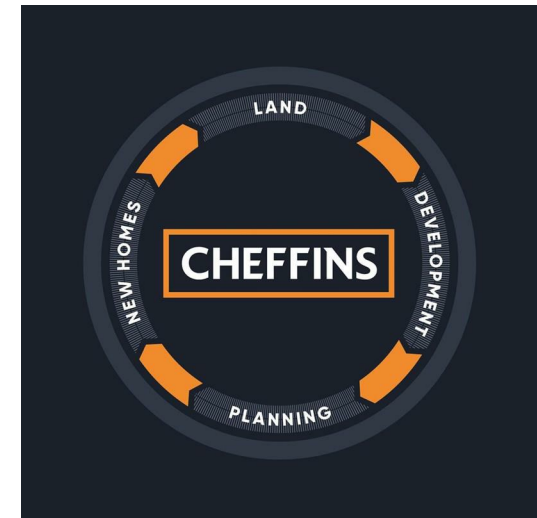 LAND
DEVELOPMENT
CHEFFINS
NEW HOMES
PLANNING